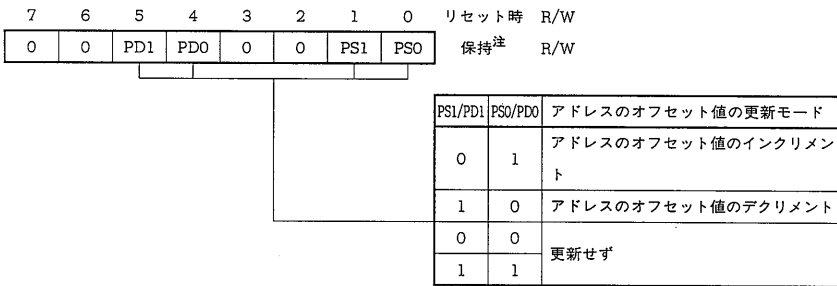 7 6 5 4 3 2 1 0 リセット時 R/W
0 0 PD1 PD0 0 0 PS1 PS0 保持注 R/W
PS1/PD1 PS0/PD0 アドレスのオフセット値の更新モード
0 1 アドレスのオフセット値のインクリメン
ト
1 0 アドレスのオフセット値のデクリメント
0 0 更新せず
1 1